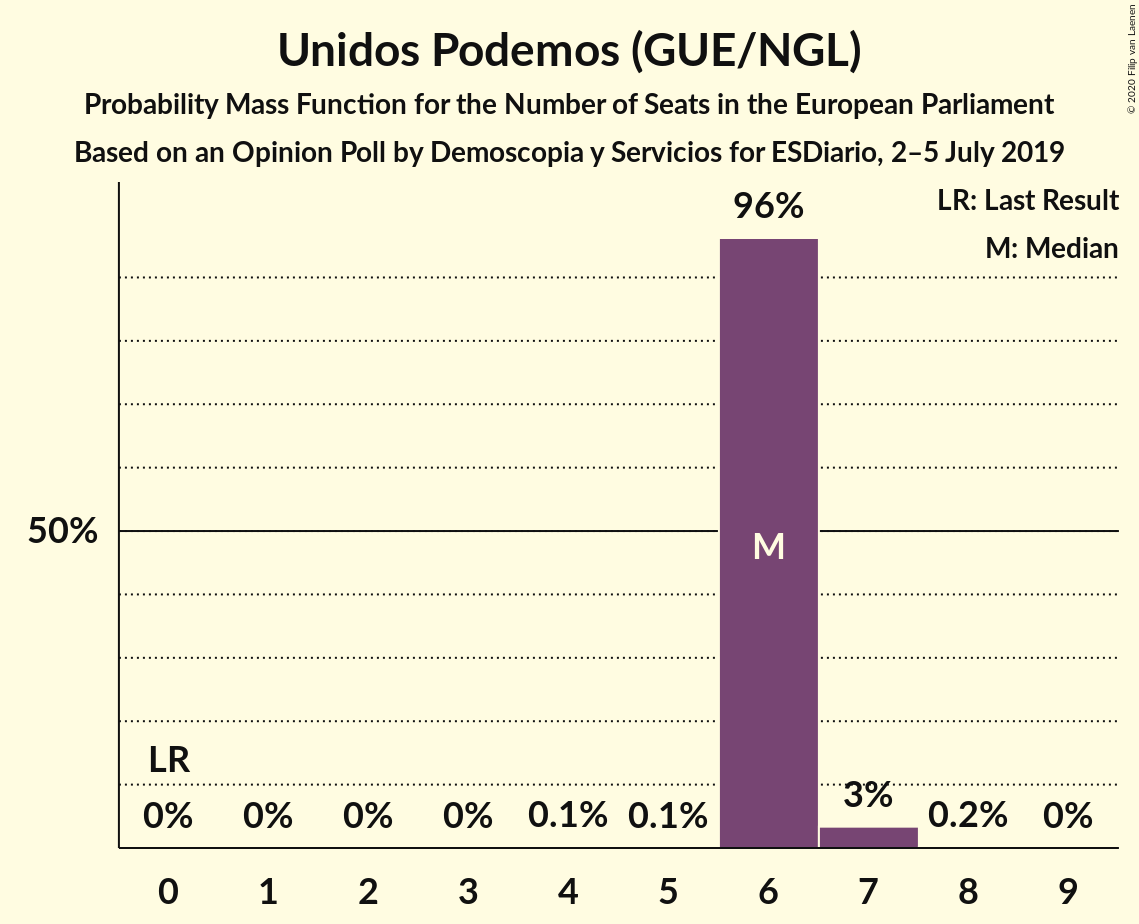 Unidos Podemos (GUE/NGL)
Probability Mass Function for the Number of Seats in the European Parliament
Based on an Opinion Poll by Demoscopia y Servicios for ESDiario, 2–5 July 2019
© 2020 Filip van Laenen
LR: Last Result
M: Median
96%
50%
M
LR
0% 0% 0% 0% 0.1% 0.1% 3% 0.2% 0%
0 1 2 3 4 5 6 7 8 9